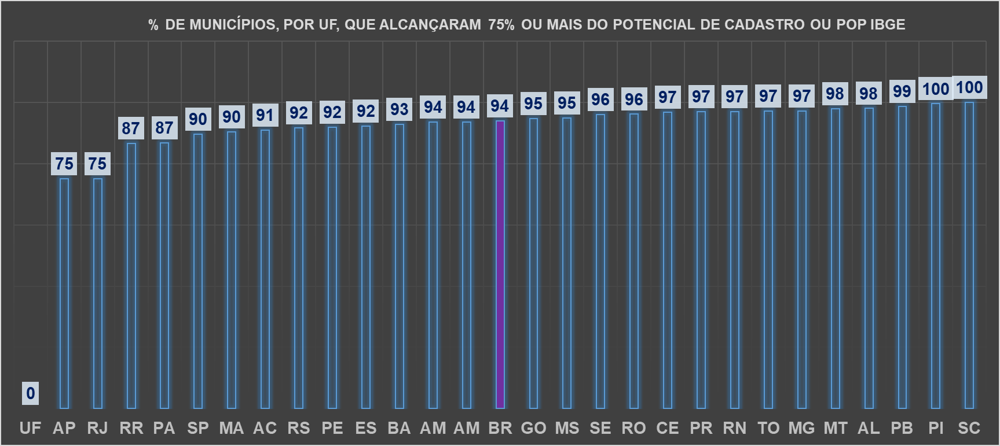 % DE MUNICÍPIOS, POR UF, QUE ALCANÇARAM 75% OU MAIS DO POTENCIAL DE CADASTRO OU POP IBGE
0 75 75 87 87 90 90 91 92 92 92 93 94 94 94 95 95 96 96 97 97 97 97 97 98 98 99 100 100
UF AP RJ RR PA SP MA AC RS PE ES BA AM AM BR GO MS SE RO CE PR RN TO MG MT AL PB PI SC